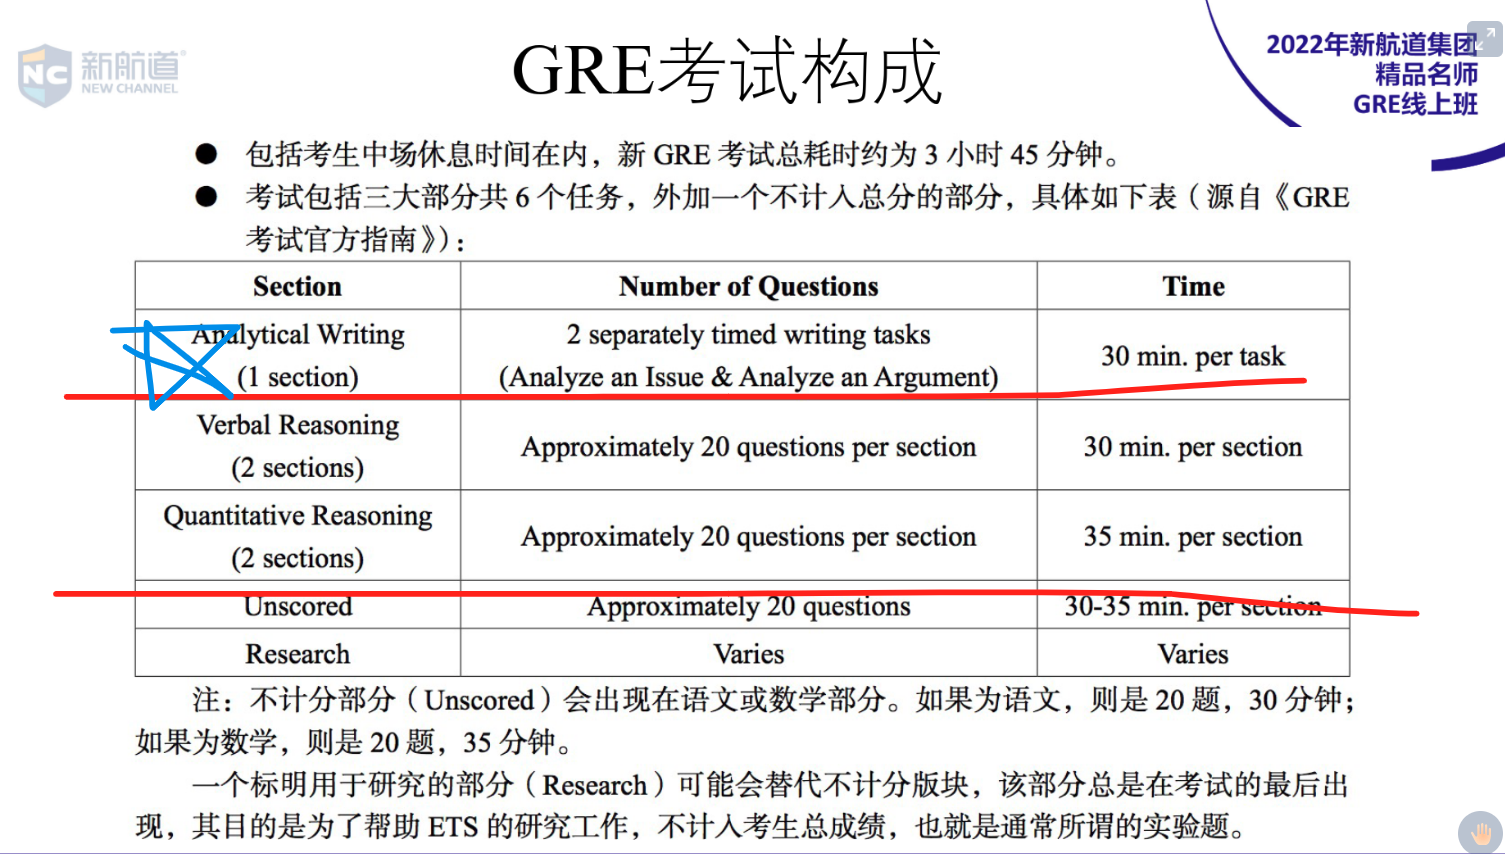 新航道®
NEW CHANNEL
NC
GRE考试构成
2022年新航道集团
精品名师
GRE线上班
● 包括考生中场休息时间在内，新 GRE 考试总耗时约为 3 小时 45 分钟。
● 考试包括三大部分共 6 个任务，外加一个不计入总分的部分，具体如下表（源自《GRE
考试官方指南》）：
Section Number of Questions Time
Analytical Writing 2 separately timed writing tasks 30 min. per task
(1 section) (Analyze an Issue & Analyze an Argument)
Verbal Reasoning Approximately 20 questions per section 30 min. per section
(2 sections)
Quantitative Reasoning Approximately 20 questions per section 35 min. per section
(2 sections)
Unscored Approximately 20 questions 30-35 min. per section
Research Varies Varies
注：不计分部分（Unscored）会出现在语文或数学部分。如果为语文，则是 20 题，30 分钟；
如果为数学，则是 20 题，35 分钟。
一个标明用于研究的部分（Research）可能会替代不计分版块，该部分总是在考试的最后出
现，其目的是为了帮助 ETS 的研究工作，不计入考生总成绩，也就是通常所谓的实验题。